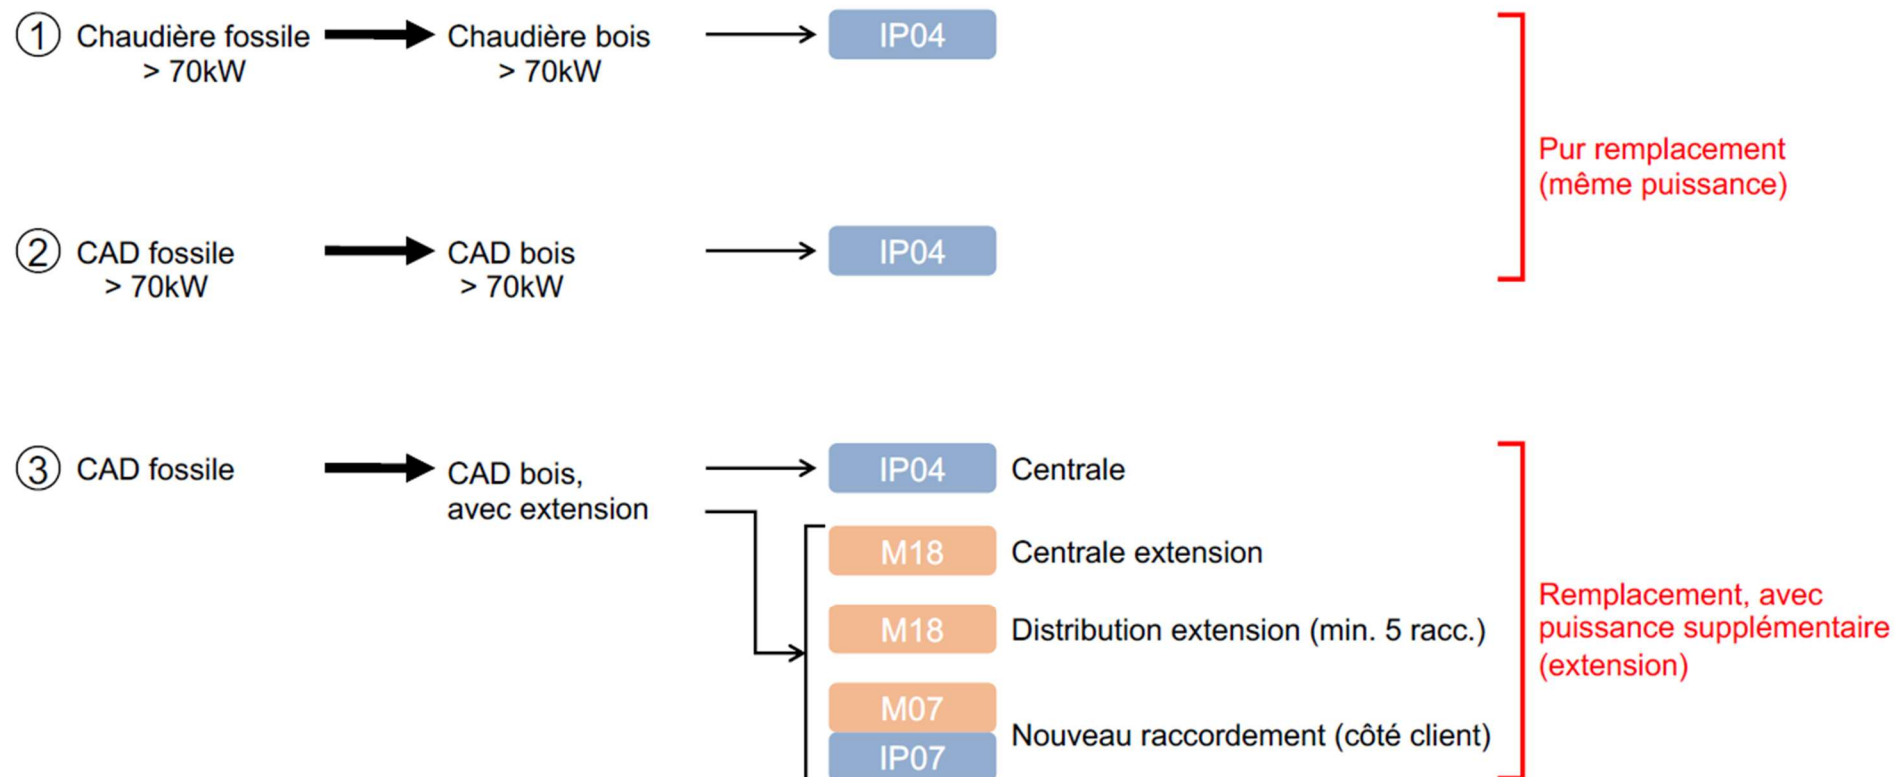 1 Chaudière fossile Chaudière bois IP04
> 70kW > 70kW
Pur remplacement
(même puissance)
2 CAD fossile CAD bois IP04
> 70kW > 70kW
3 CAD fossile CAD bois, IP04 Centrale
avec extension
M18 Centrale extension
M18 Distribution extension (min. 5 racc.)
Remplacement, avec
puissance supplémentaire
(extension)
M07
Nouveau raccordement (côté client)
IP07